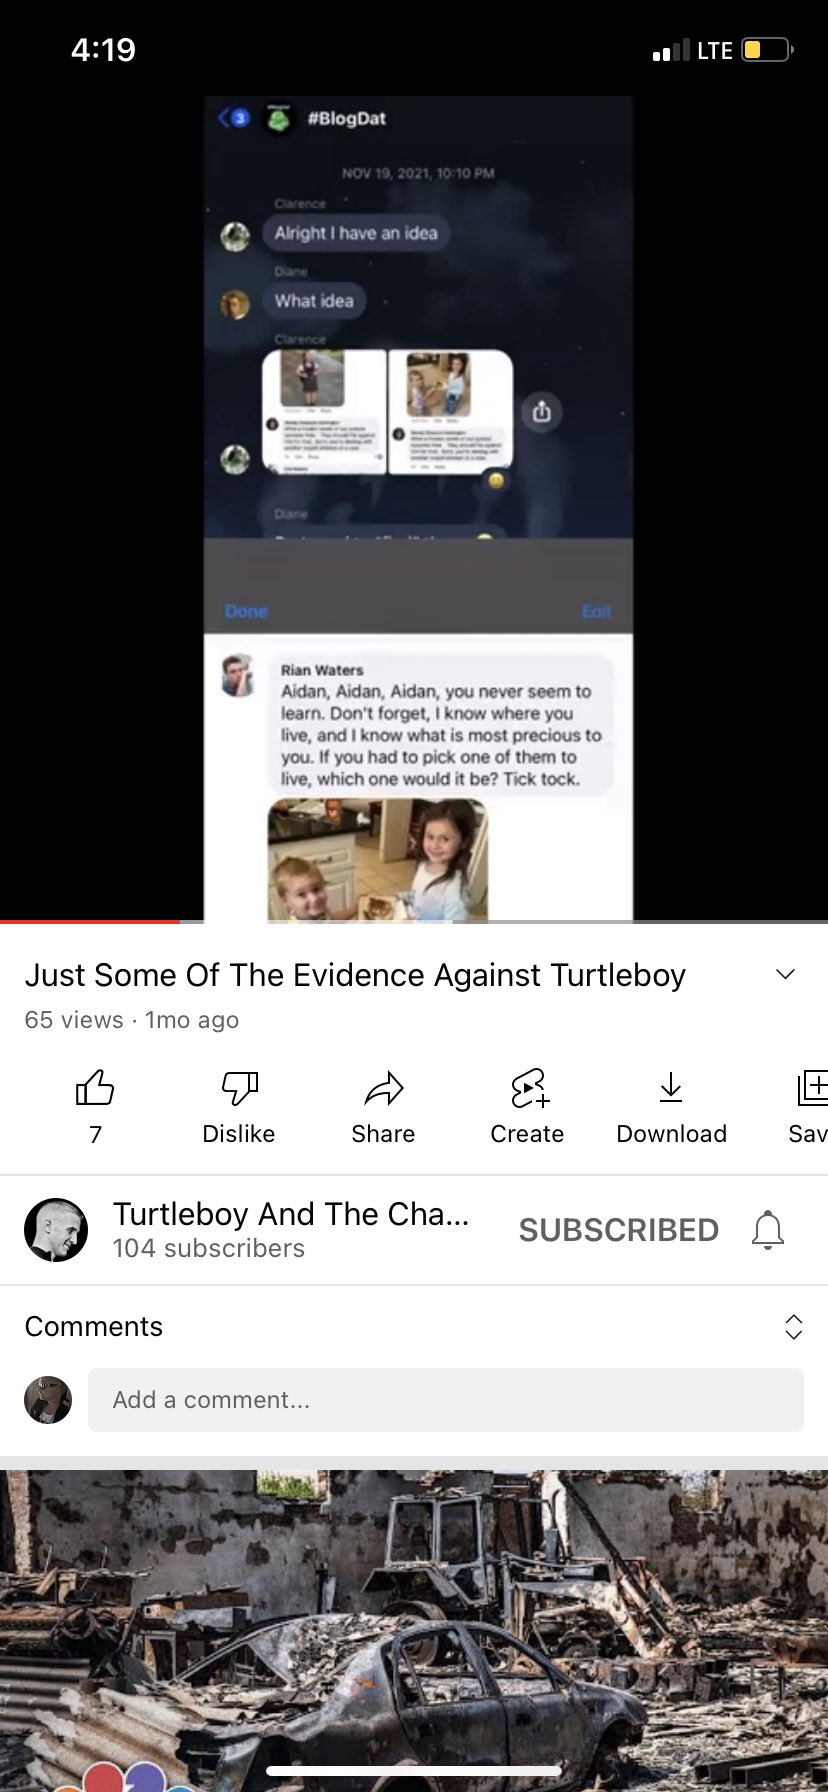 4:19
LTE
3
#BlogDat
NOV 19, 2021, 10:10 PM
Clarence
Alright I have an idea
Diane
What idea
Clarence
Diane
Done
Edit
Rian Waters
Aidan, Aidan, Aidan, you never seem to
learn. Don't forget, I know where you
live, and I know what is most precious to
you. If you had to pick one of them to
live, which one would it be? Tick tock.
Just Some Of The Evidence Against Turtleboy
65 views · 1mo ago
7
Dislike
Share
Create
Download
Sav
Turtleboy And The Cha...
104 subscribers
SUBSCRIBED
Comments
Add a comment...